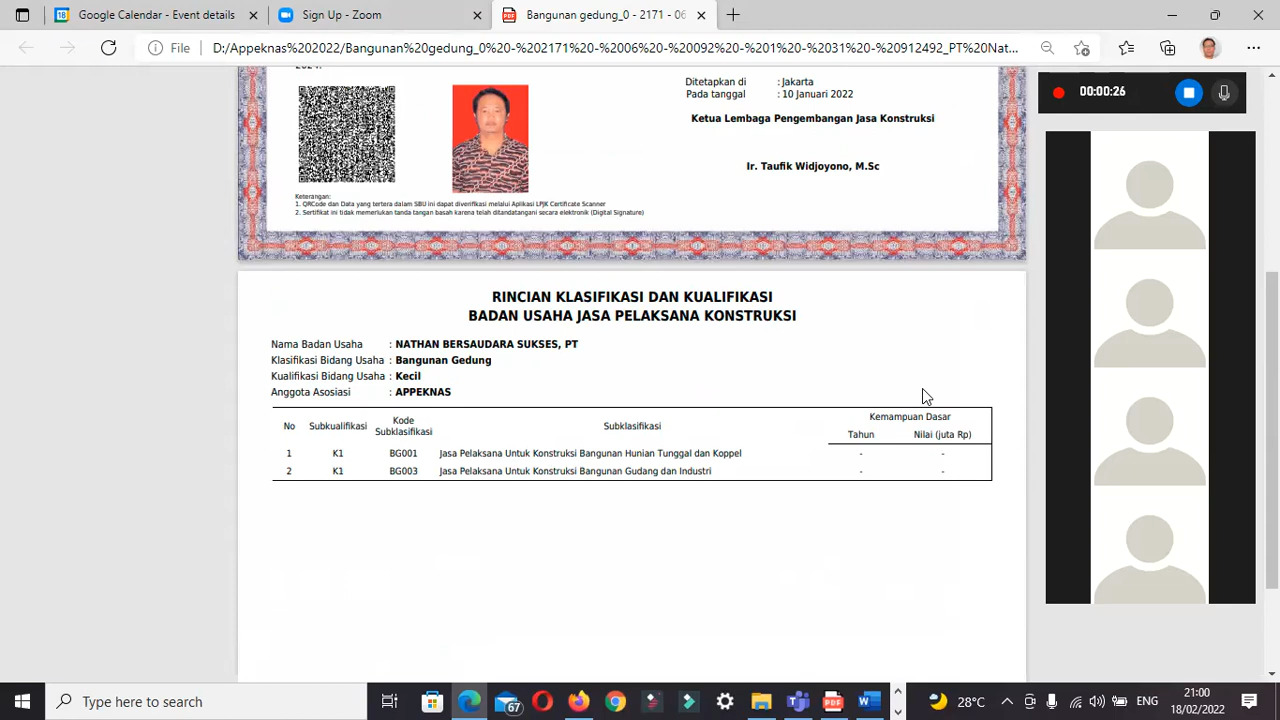 Google Calendar - Event details
Sign Up - Zoom
Bangunan gedung_0 - 2171 - 06
File
D:/Appeknas%202022/Bangunan%20gedung_0%20-%202171%20-%2006%20-%20092%20-%201%20-%2031%20-%20912492_PT%20Nat...
2024.
Ditetapkan di : Jakarta
Pada tanggal : 10 Januari 2022
Ketua Lembaga Pengembangan Jasa Konstruksi
Ir. Taufik Widjoyono, M.Sc
Keterangan:
1. QRCode dan Data yang tertera dalam SBU ini dapat diverifikasi melalui Aplikasi LPJK Certificate Scanner
2. Sertifikat ini tidak memerlukan tanda tangan basah karena telah ditandatangani secara elektronik (Digital Signature)
00:00:26
RINCIAN KLASIFIKASI DAN KUALIFIKASI
BADAN USAHA JASA PELAKSANA KONSTRUKSI
Nama Badan Usaha : NATHAN BERSAUDARA SUKSES, PT
Klasifikasi Bidang Usaha : Bangunan Gedung
Kualifikasi Bidang Usaha : Kecil
Anggota Asosiasi : APPEKNAS
No Subkualifikasi Kode Subklasifikasi Subklasifikasi Kemampuan Dasar
Tahun Nilai (juta Rp)
1 K1 BG001 Jasa Pelaksana Untuk Konstruksi Bangunan Hunian Tunggal dan Koppel - -
2 K1 BG003 Jasa Pelaksana Untuk Konstruksi Bangunan Gudang dan Industri - -
Type here to search
67
28°C
ENG
21:00
18/02/2022